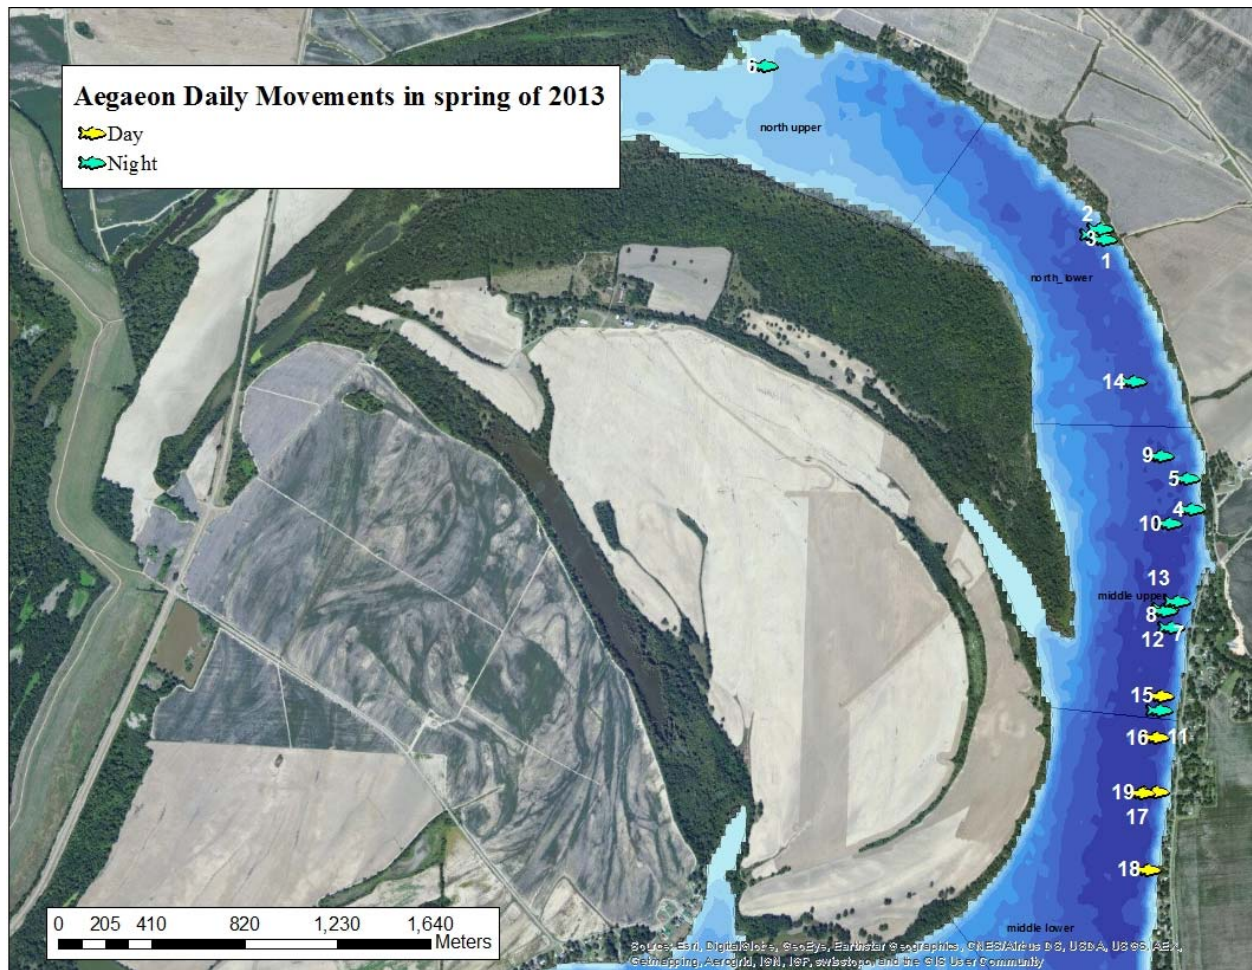 Aegaeon Daily Movements in spring of 2013
Day
Night
6
north upper
2
3
1
north_lower
14
9
5
4
10
13
middle upper
8
7
12
15
16
11
19
17
18
middle lower
0 205 410 820 1,230 1,640
Meters
Source: Esri, DigitalGlobe, GeoEye, Earthstar Geographics, CNES/Airbus DS, USDA, USGS, AEX,
Getmapping, Aerogrid, IGN, IGP, swisstopo, and the GIS User Community